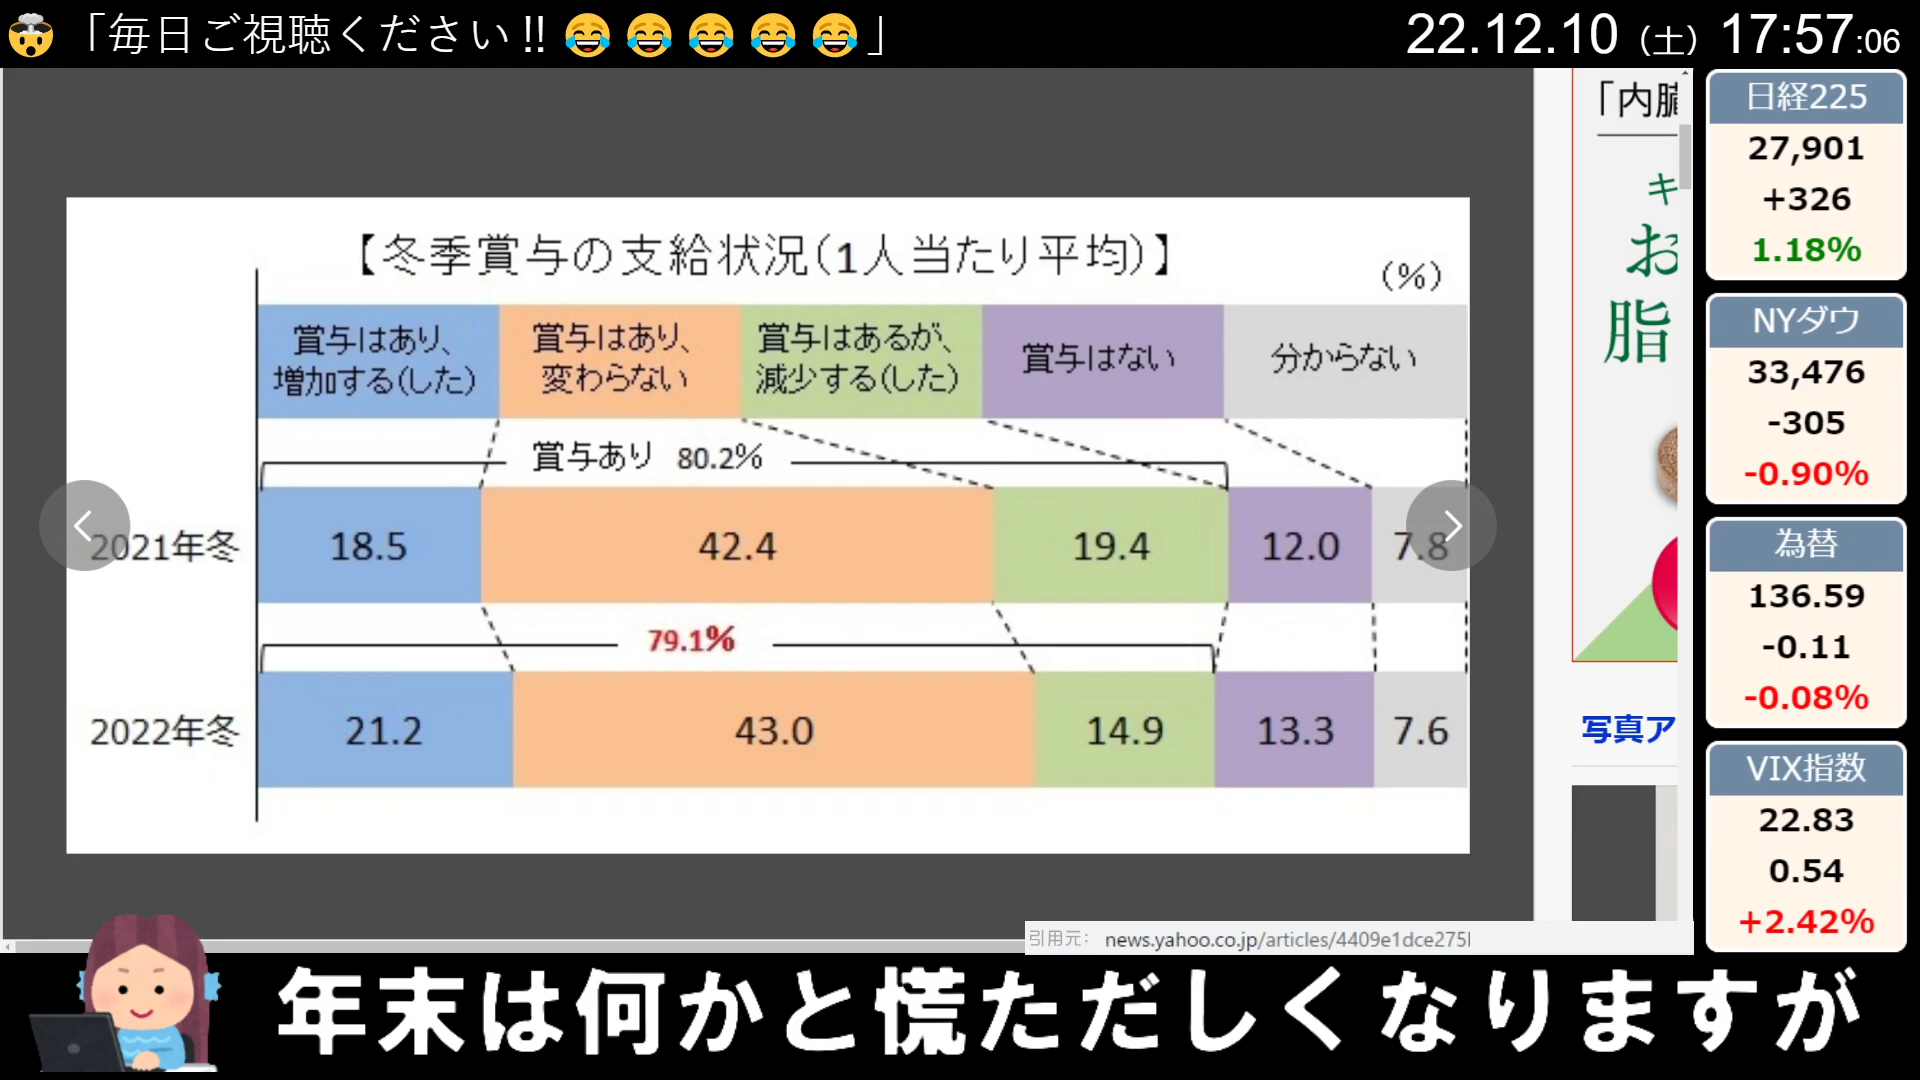 🤯「毎日ご視聴ください!!😂😂😂😂😂」
22.12.10（土）17:57:06
【冬季賞与の支給状況(1人当たり平均)】
(%)
賞与はあり、
増加する(した)
賞与はあり、
変わらない
賞与はあるが、
減少する(した)
賞与はない
分からない
賞与あり 80.2%
2021年冬 18.5 42.4 19.4 12.0 7.8
79.1%
2022年冬 21.2 43.0 14.9 13.3 7.6
「内臓
キ
お
脂
写真ア
日経225
27,901
+326
1.18%
NYダウ
33,476
-305
-0.90%
為替
136.59
-0.11
-0.08%
VIX指数
22.83
0.54
+2.42%
引用元： news.yahoo.co.jp/articles/4409e1dce275
年末は何かと慌ただしくなりますが